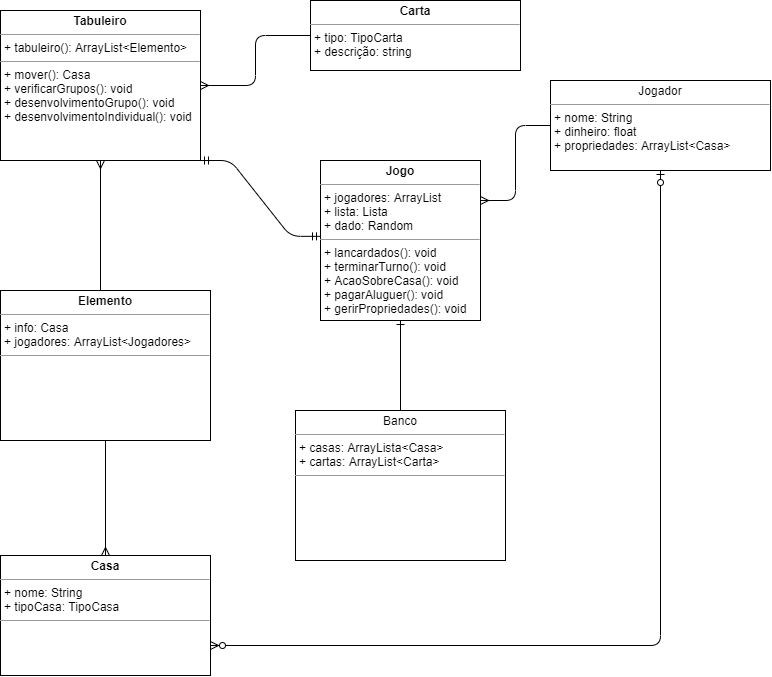 Tabuleiro
+ tabuleiro(): ArrayList<Elemento>
+ mover(): Casa
+ verificarGrupos(): void
+ desenvolvimentoGrupo(): void
+ desenvolvimentoIndividual(): void
Carta
+ tipo: TipoCarta
+ descrição: string
Jogador
+ nome: String
+ dinheiro: float
+ propriedades: ArrayList<Casa>
Jogo
+ jogadores: ArrayList
+ lista: Lista
+ dado: Random
+ lancardados(): void
+ terminarTurno(): void
+ AcaoSobreCasa(): void
+ pagarAluguer(): void
+ gerirPropriedades(): void
Elemento
+ info: Casa
+ jogadores: ArrayList<Jogadores>
Banco
+ casas: ArrayLista<Casa>
+ cartas: ArrayList<Carta>
Casa
+ nome: String
+ tipoCasa: TipoCasa